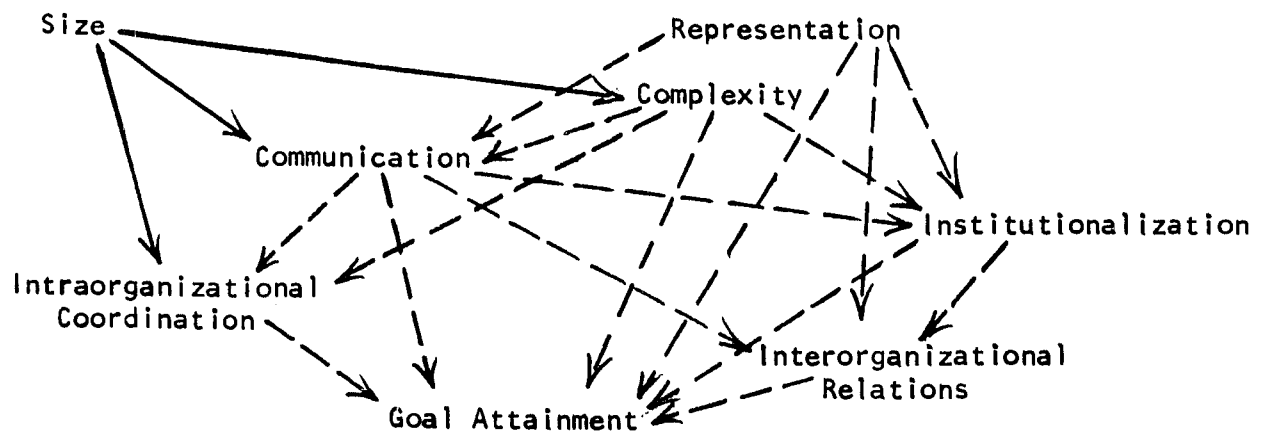 Size
Representation
Complexity
Communication
Institutionalization
Intraorganizational
Coordination
Interorganizational
Relations
Goal Attainment